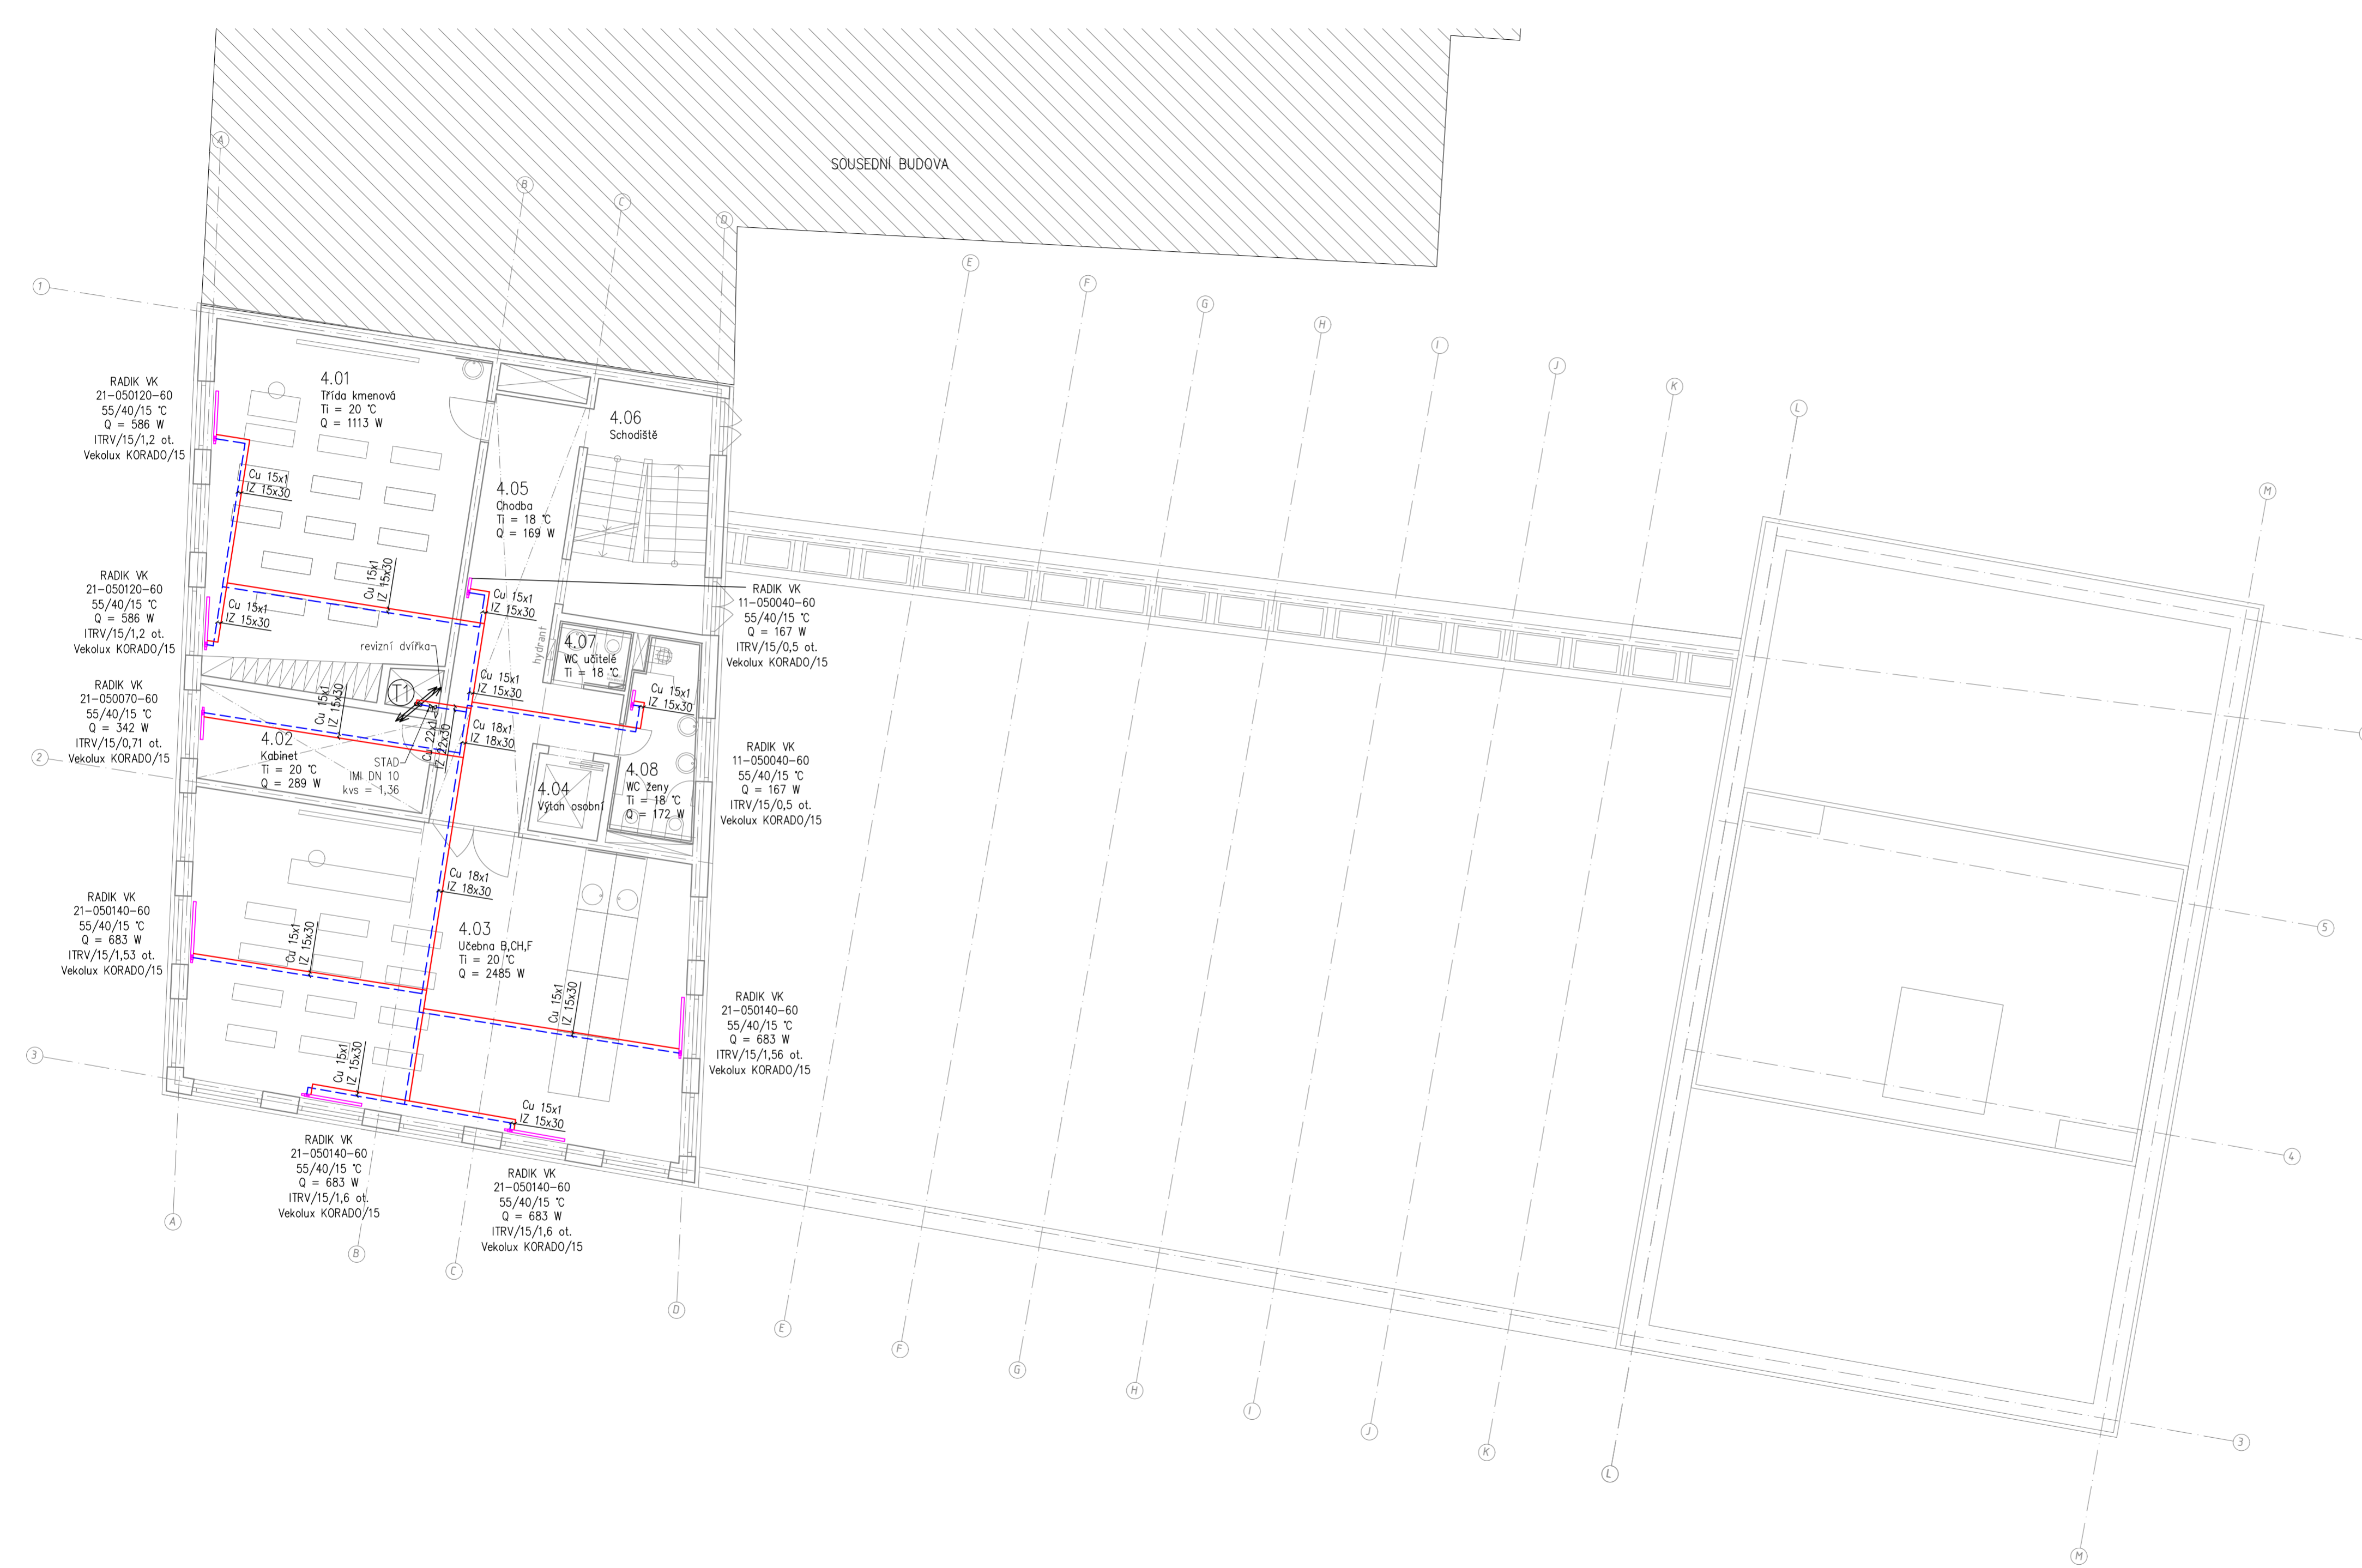 SOUSEDNÍ BUDOVA
A
B
C
D
E
F
G
H
I
J
K
L
M
1
2
3
RADIK VK
21-050120-60
55/40/15 °C
Q = 586 W
ITRV/15/1,2 ot.
Vekolux KORADO/15
4.01
Třída kmenová
Ti = 20 °C
Q = 1113 W
4.06
Schodiště
Cu 15x1
IZ 15x30
4.05
Chodba
Ti = 18 °C
Q = 169 W
RADIK VK
21-050120-60
55/40/15 °C
Q = 586 W
ITRV/15/1,2 ot.
Vekolux KORADO/15
Cu 15x1
IZ 15x30
Cu 15x1
IZ 15x30
Cu 15x1
IZ 15x30
RADIK VK
11-050040-60
55/40/15 °C
Q = 167 W
ITRV/15/0,5 ot.
Vekolux KORADO/15
hydrant
4.07
WC učitelé
Ti = 18 °C
revizní dvířka
T1
Cu 15x1
IZ 15x30
Cu 15x1
IZ 15x30
RADIK VK
21-050070-60
55/40/15 °C
Q = 342 W
ITRV/15/0,71 ot.
Vekolux KORADO/15
Cu 15x1
IZ 15x30
Cu 22x1
IZ 22x30
Cu 18x1
IZ 18x30
4.02
Kabinet
Ti = 20 °C
Q = 289 W
STAD
IMI DN 10
kvs = 1,36
4.04
Výtah osobní
4.08
WC ženy
Ti = 18 °C
Q = 172 W
RADIK VK
11-050040-60
55/40/15 °C
Q = 167 W
ITRV/15/0,5 ot.
Vekolux KORADO/15
Cu 18x1
IZ 18x30
RADIK VK
21-050140-60
55/40/15 °C
Q = 683 W
ITRV/15/1,53 ot.
Vekolux KORADO/15
Cu 15x1
IZ 15x30
4.03
Učebna B,CH,F
Ti = 20 °C
Q = 2485 W
Cu 15x1
IZ 15x30
RADIK VK
21-050140-60
55/40/15 °C
Q = 683 W
ITRV/15/1,56 ot.
Vekolux KORADO/15
Cu 15x1
IZ 15x30
Cu 15x1
IZ 15x30
RADIK VK
21-050140-60
55/40/15 °C
Q = 683 W
ITRV/15/1,6 ot.
Vekolux KORADO/15
RADIK VK
21-050140-60
55/40/15 °C
Q = 683 W
ITRV/15/1,6 ot.
Vekolux KORADO/15
5
4
3
A
B
C
D
E
F
G
H
I
J
K
L
M